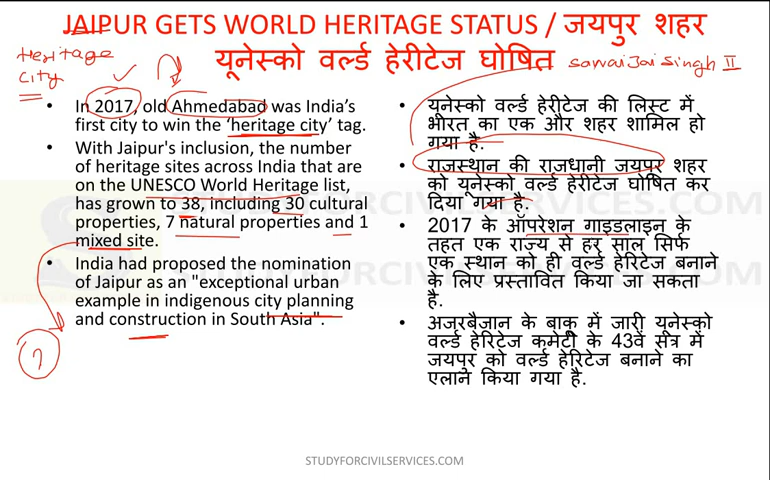 JAIPUR GETS WORLD HERITAGE STATUS / जयपुर शहर
यूनेस्को वर्ल्ड हेरीटेज घोषित
Heritage
City
Sawai Jai Singh II
• In 2017, old Ahmedabad was India's
first city to win the 'heritage city' tag.
• With Jaipur's inclusion, the number
of heritage sites across India that are
on the UNESCO World Heritage list,
has grown to 38, including 30 cultural
properties, 7 natural properties and 1
mixed site.
• India had proposed the nomination
of Jaipur as an "exceptional urban
example in indigenous city planning
and construction in South Asia".
• यूनेस्को वर्ल्ड हेरीटेज की लिस्ट में
भारत का एक और शहर शामिल हो
गया है.
• राजस्थान की राजधानी जयपुर शहर
को यूनेस्को वर्ल्ड हेरीटेज घोषित कर
दिया गया है.
• 2017 के ऑपरेशन गाइडलाइन के
तहत एक राज्य से हर साल सिर्फ
एक स्थान को ही वर्ल्ड हेरिटेज बनाने
के लिए प्रस्तावित किया जा सकता
है.
• अजरबैजान के बाकू में जारी यूनेस्को
वर्ल्ड हेरिटेज कमेटी के 43वें सत्र में
जयपुर को वर्ल्ड हेरिटेज बनाने का
एलान किया गया है.
STUDYFORCIVILSERVICES.COM